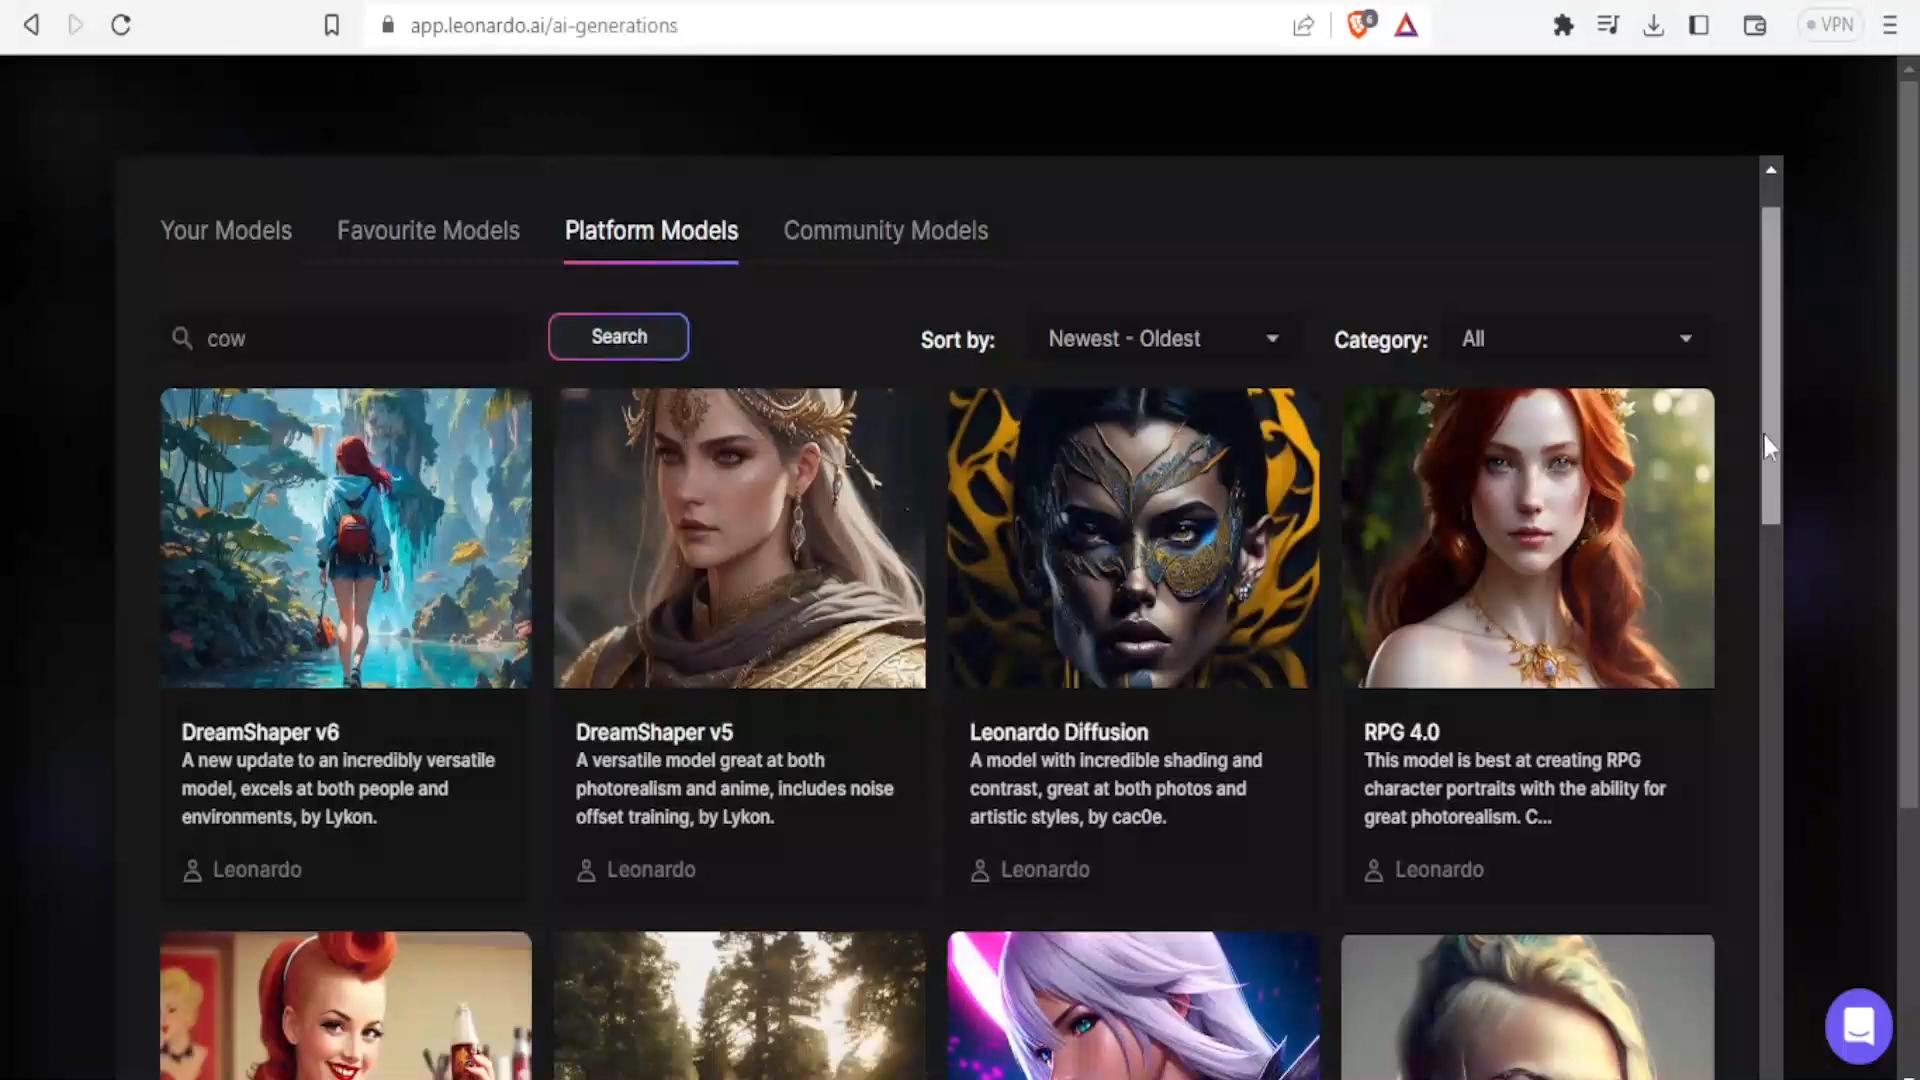 app.leonardo.ai/ai-generations
6
VPN
Your Models
Favourite Models
Platform Models
Community Models
cow
Search
Sort by:
Newest - Oldest
Category:
All
DreamShaper v6
A new update to an incredibly versatile
model, excels at both people and
environments, by Lykon.
Leonardo
DreamShaper v5
A versatile model great at both
photorealism and anime, includes noise
offset training, by Lykon.
Leonardo
Leonardo Diffusion
A model with incredible shading and
contrast, great at both photos and
artistic styles, by cac0e.
Leonardo
RPG 4.0
This model is best at creating RPG
character portraits with the ability for
great photorealism. C...
Leonardo